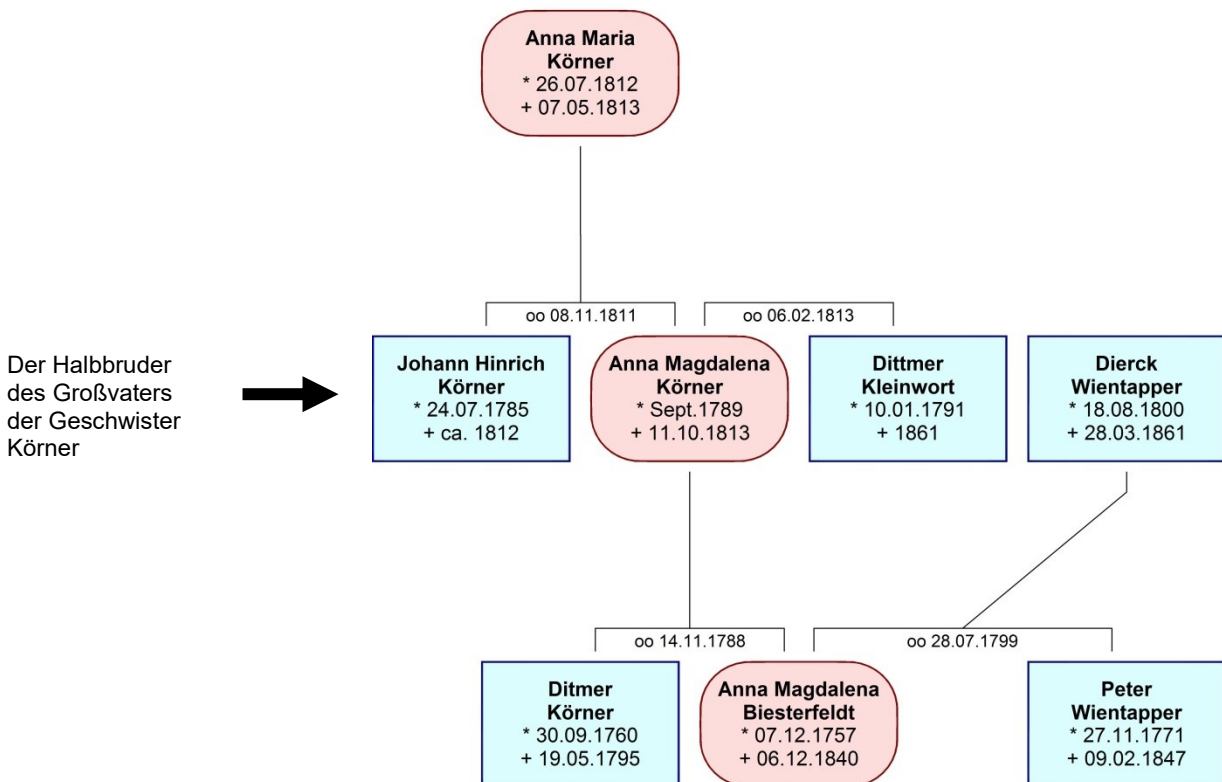 Anna Maria
Körner
* 26.07.1812
+ 07.05.1813
oo 08.11.1811
oo 06.02.1813
Der Halbbruder
des Großvaters
der Geschwister
Körner
Johann Hinrich
Körner
* 24.07.1785
+ ca. 1812
Anna Magdalena
Körner
* Sept.1789
+ 11.10.1813
Dittmer
Kleinwort
* 10.01.1791
+ 1861
Dierck
Wientapper
* 18.08.1800
+ 28.03.1861
oo 14.11.1788
oo 28.07.1799
Ditmer
Körner
* 30.09.1760
+ 19.05.1795
Anna Magdalena
Biesterfeldt
* 07.12.1757
+ 06.12.1840
Peter
Wientapper
* 27.11.1771
+ 09.02.1847